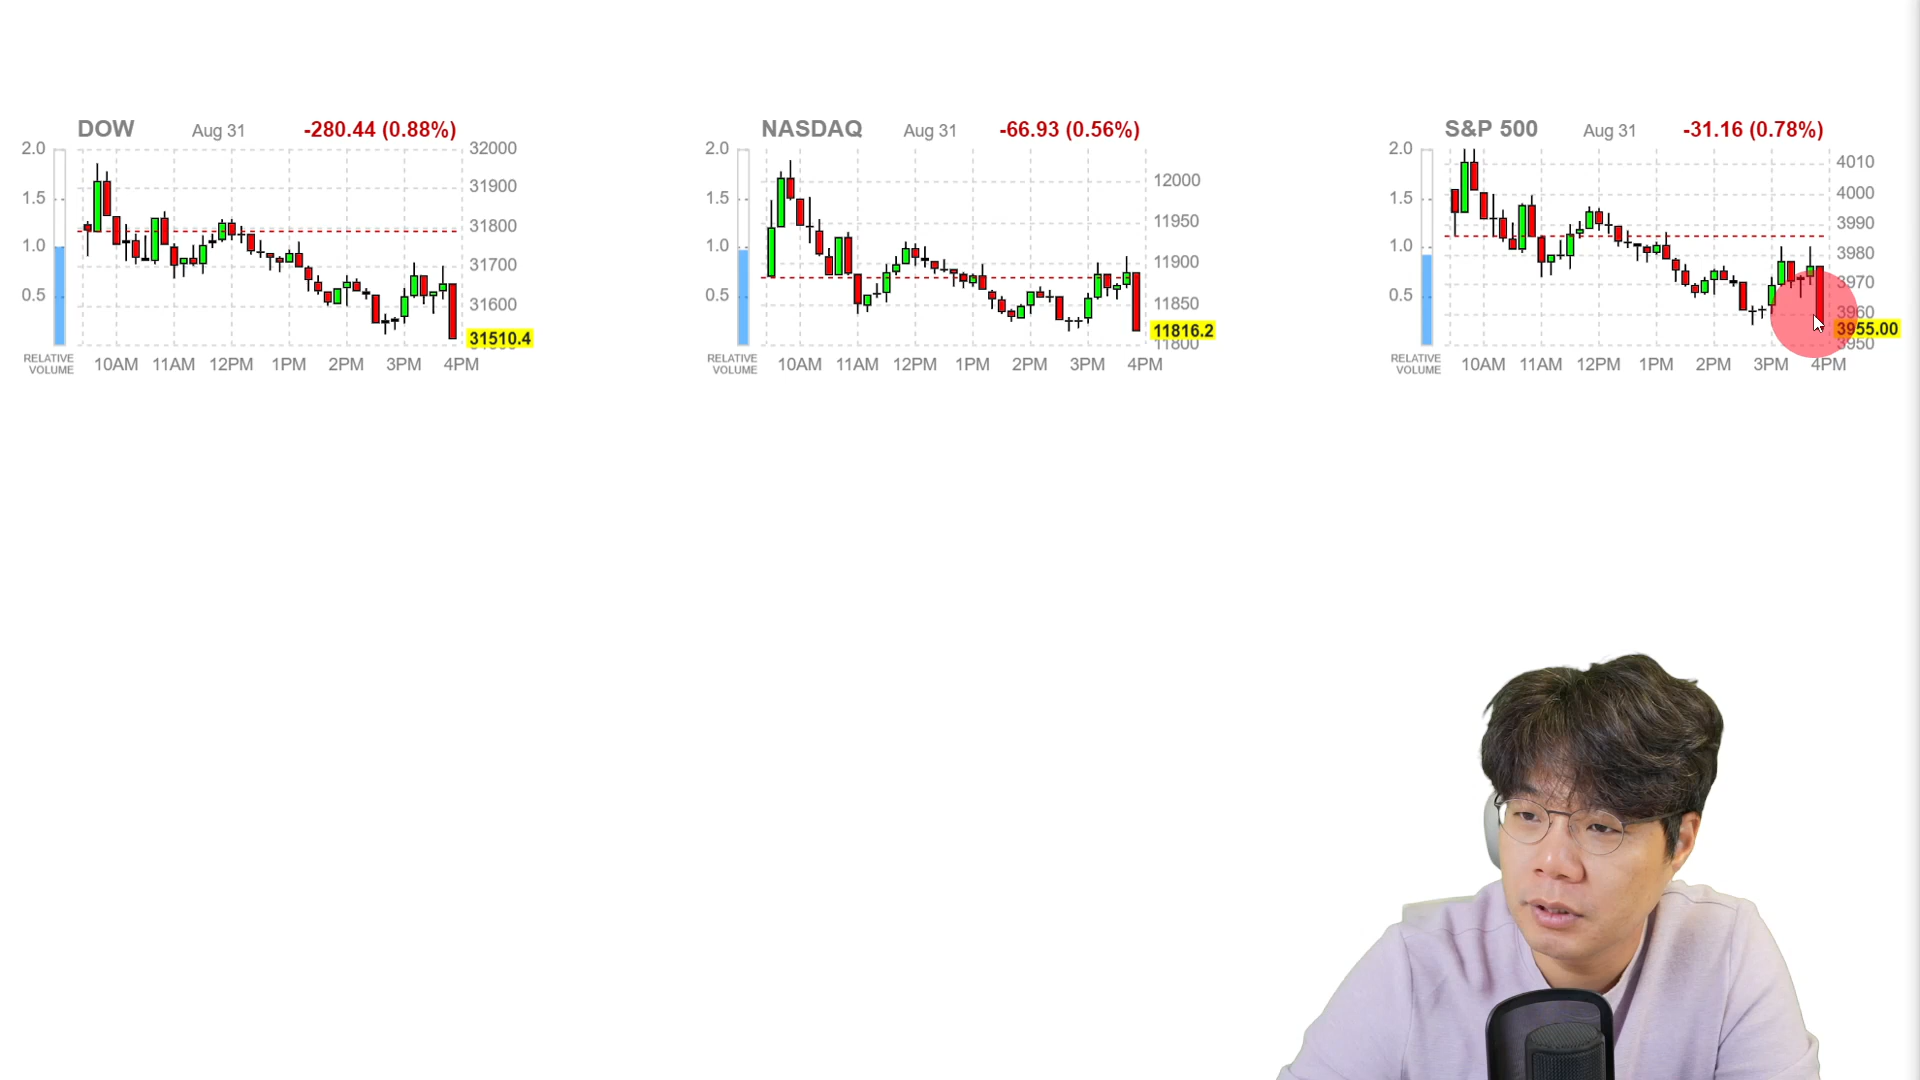 DOW Aug 31 -280.44 (0.88%)
2.0
1.5
1.0
0.5
32000
31900
31800
31700
31600
31510.4
RELATIVE
VOLUME
10AM 11AM 12PM 1PM 2PM 3PM 4PM
NASDAQ Aug 31 -66.93 (0.56%)
2.0
1.5
1.0
0.5
12000
11950
11900
11850
11816.2
11800
RELATIVE
VOLUME
10AM 11AM 12PM 1PM 2PM 3PM 4PM
S&P 500 Aug 31 -31.16 (0.78%)
2.0
1.5
1.0
0.5
4010
4000
3990
3980
3970
3960
3955.00
3950
RELATIVE
VOLUME
10AM 11AM 12PM 1PM 2PM 3PM 4PM